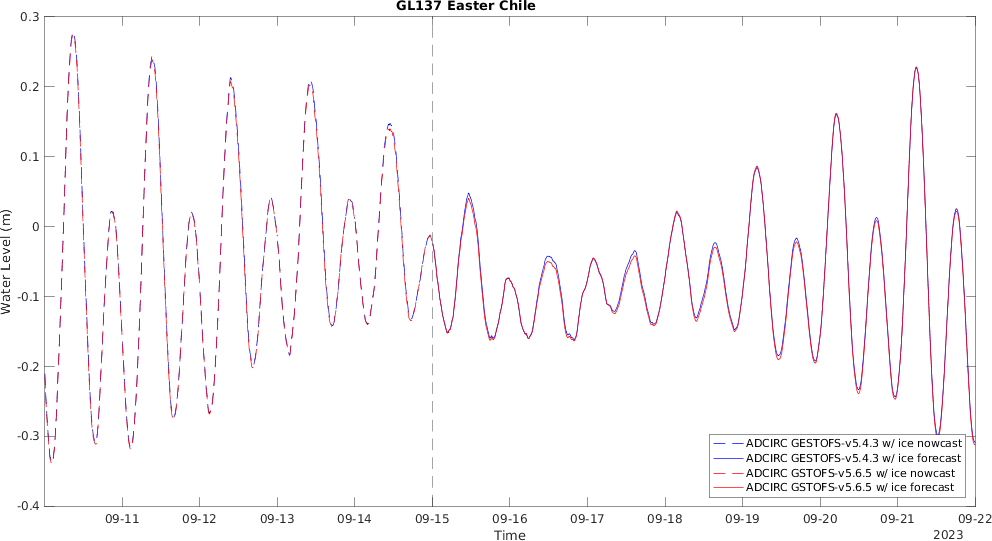 GL137 Easter Chile
0.3
0.2
0.1
0
-0.1
-0.2
-0.3
-0.4
Water Level (m)
ADCIRC GESTOFS-v5.4.3 w/ ice nowcast
ADCIRC GESTOFS-v5.4.3 w/ ice forecast
ADCIRC GSTOFS-v5.6.5 w/ ice nowcast
ADCIRC GSTOFS-v5.6.5 w/ ice forecast
09-11 09-12 09-13 09-14 09-15 09-16 09-17 09-18 09-19 09-20 09-21 09-22
Time
2023